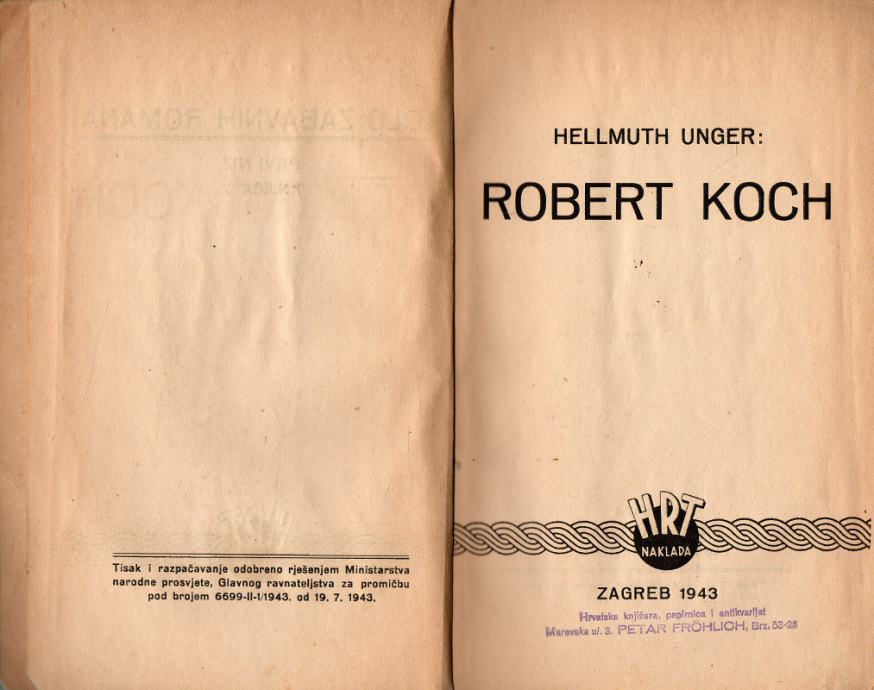 Tisak i razpačavanje odobreno rješenjem Ministarstva
narodne prosvjete, Glavnog ravnateljstva za promičbu
pod brojem 6699-II-1/1943. od 19. 7. 1943.
HELLMUTH UNGER:
ROBERT KOCH
HRT
NAKLADA
ZAGREB 1943
Hrvatska knjižara, papirnica i antikvarijat
Marovska ul. 3. PETAR FRÖHLICH, Brz. 53-28